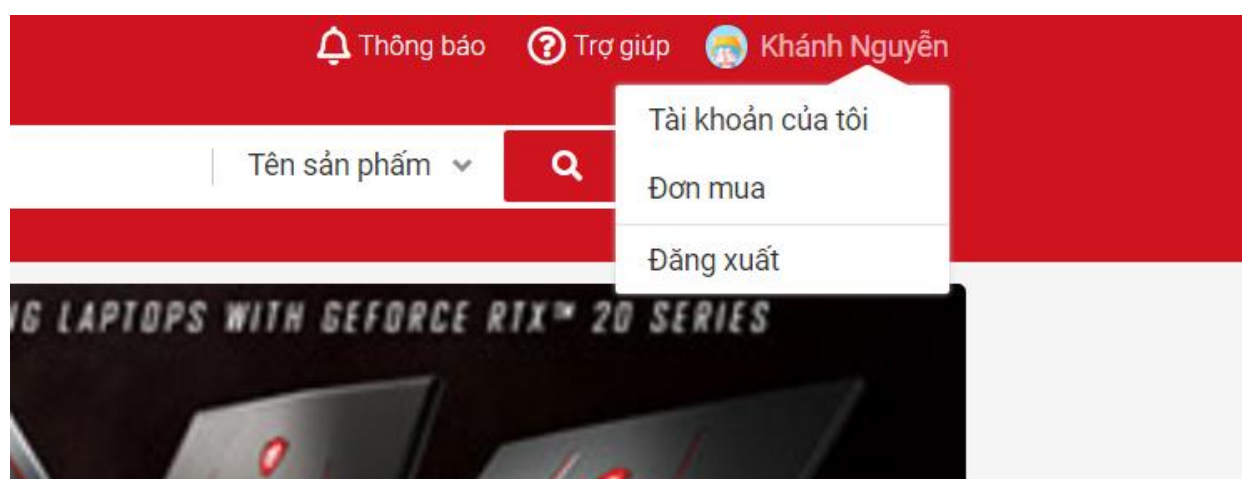 Thông báo
Trợ giúp
Khánh Nguyễn
Tài khoản của tôi
Tên sản phẩm
Đơn mua
Đăng xuất
LAPTOPS WITH GEFORCE RTX™ 20 SERIES